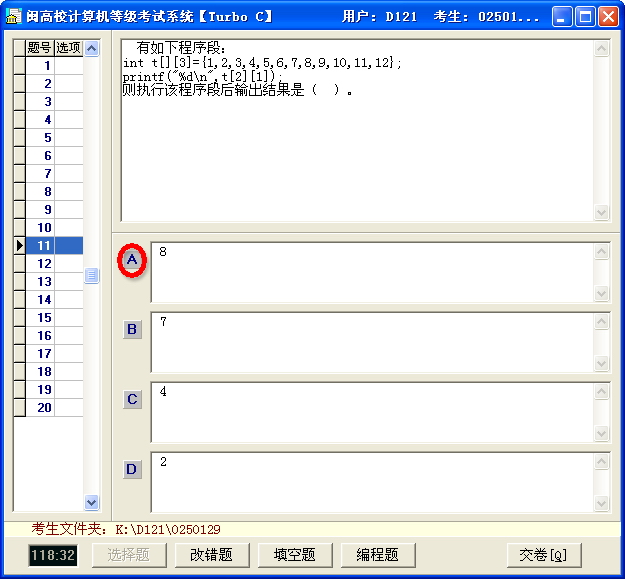 闽高校计算机等级考试系统【Turbo C】 用户: D121 考生: 02501...
题号 选项
1
2
3
4
5
6
7
8
9
10
11
12
13
14
15
16
17
18
19
20
有如下程序段:
int t[][3]={1,2,3,4,5,6,7,8,9,10,11,12};
printf("%d\n",t[2][1]);
则执行该程序段后输出结果是（ ）。
A 8
B 7
C 4
D 2
考生文件夹: K:\D121\0250129
118:32 选择题 改错题 填空题 编程题 交卷[Q]